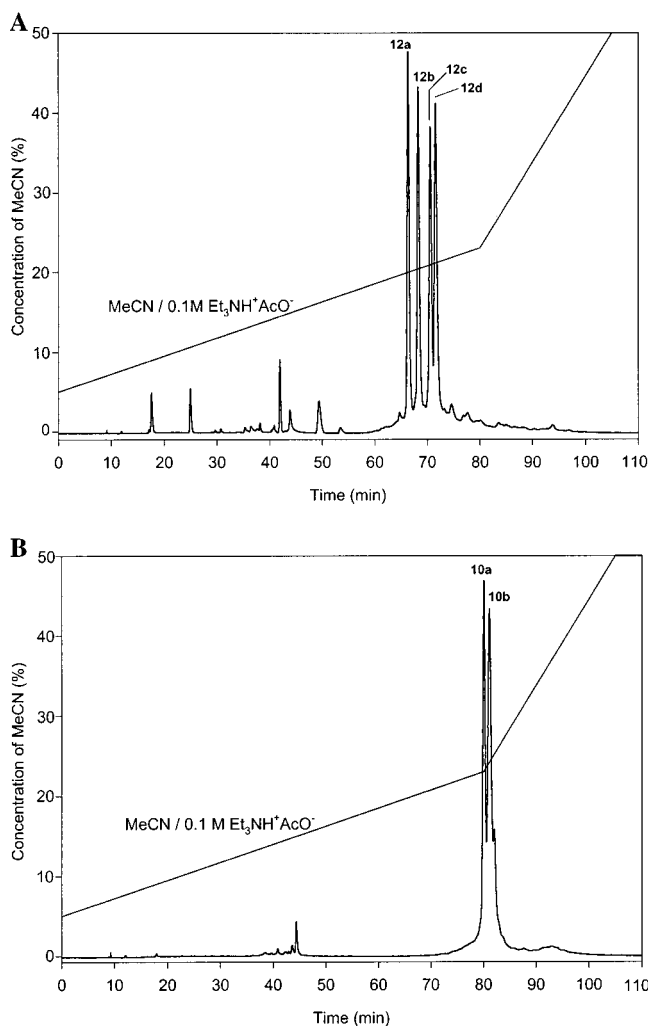 A
50
40
30
20
10
0
Concentration of MeCN (%)
12a
12b
12c
12d
MeCN / 0.1M Et₃NH⁺AcO⁻
0 10 20 30 40 50 60 70 80 90 100 110
Time (min)
B
50
40
30
20
10
0
Concentration of MeCN (%)
10a
10b
MeCN / 0.1 M Et₃NH⁺AcO⁻
0 10 20 30 40 50 60 70 80 90 100 110
Time (min)